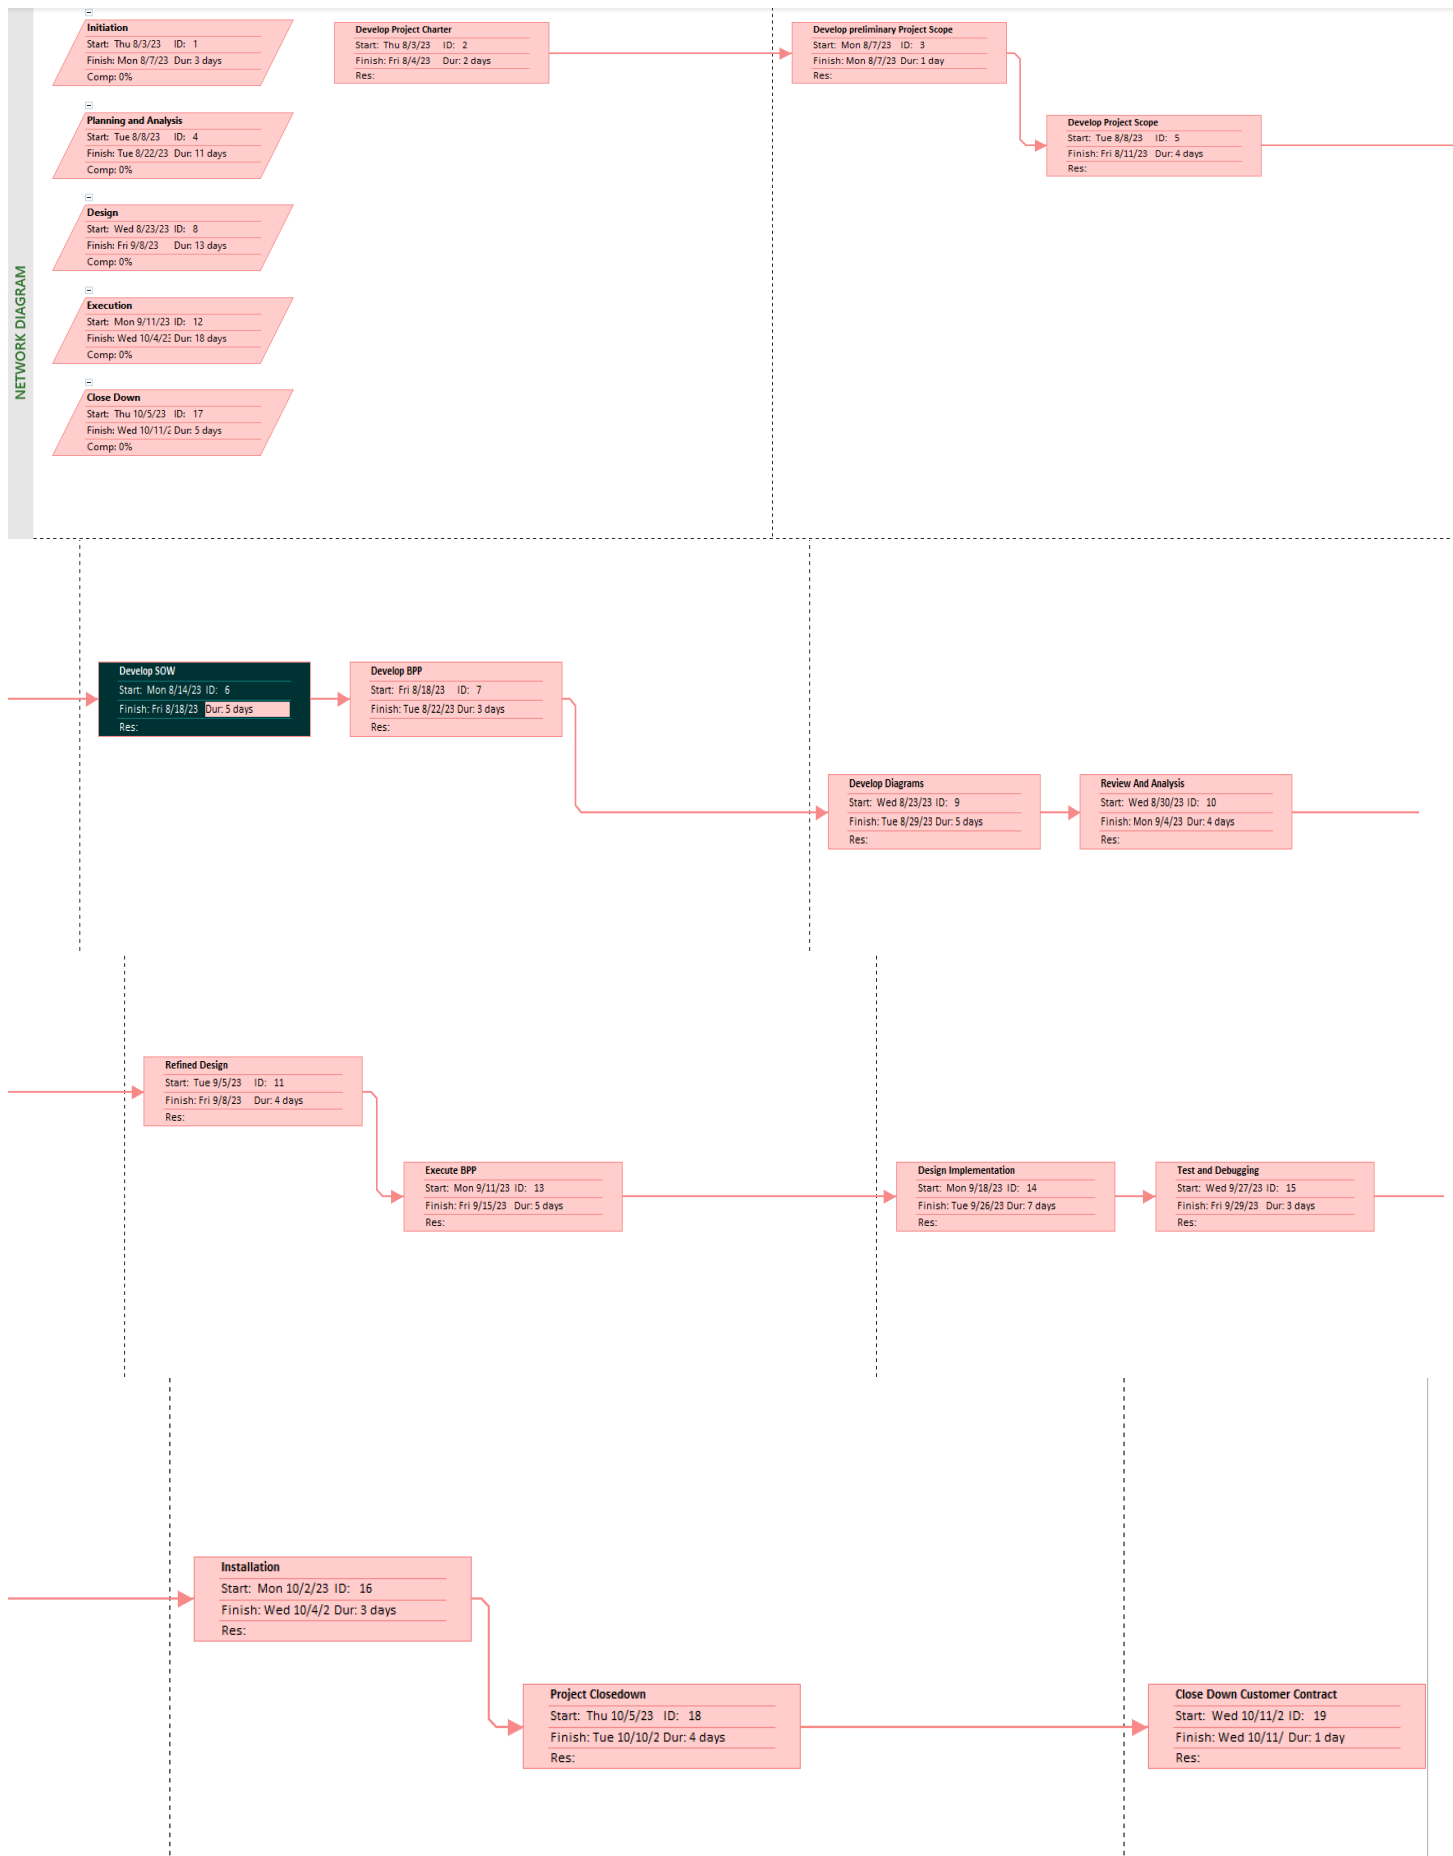 NETWORK DIAGRAM
Initiation
Start: Thu 8/3/23 ID: 1
Finish: Mon 8/7/23 Dur: 3 days
Comp: 0%
Develop Project Charter
Start: Thu 8/3/23 ID: 2
Finish: Fri 8/4/23 Dur: 2 days
Res:
Develop preliminary Project Scope
Start: Mon 8/7/23 ID: 3
Finish: Mon 8/7/23 Dur: 1 day
Res:
Planning and Analysis
Start: Tue 8/8/23 ID: 4
Finish: Tue 8/22/23 Dur: 11 days
Comp: 0%
Develop Project Scope
Start: Tue 8/8/23 ID: 5
Finish: Fri 8/11/23 Dur: 4 days
Res:
Design
Start: Wed 8/23/23 ID: 8
Finish: Fri 9/8/23 Dur: 13 days
Comp: 0%
Execution
Start: Mon 9/11/23 ID: 12
Finish: Wed 10/4/23 Dur: 18 days
Comp: 0%
Close Down
Start: Thu 10/5/23 ID: 17
Finish: Wed 10/11/2 Dur: 5 days
Comp: 0%
Develop SOW
Start: Mon 8/14/23 ID: 6
Finish: Fri 8/18/23 Dur: 5 days
Res:
Develop BPP
Start: Fri 8/18/23 ID: 7
Finish: Tue 8/22/23 Dur: 3 days
Res:
Develop Diagrams
Start: Wed 8/23/23 ID: 9
Finish: Tue 8/29/23 Dur: 5 days
Res:
Review And Analysis
Start: Wed 8/30/23 ID: 10
Finish: Mon 9/4/23 Dur: 4 days
Res:
Refined Design
Start: Tue 9/5/23 ID: 11
Finish: Fri 9/8/23 Dur: 4 days
Res:
Execute BPP
Start: Mon 9/11/23 ID: 13
Finish: Fri 9/15/23 Dur: 5 days
Res:
Design Implementation
Start: Mon 9/18/23 ID: 14
Finish: Tue 9/26/23 Dur: 7 days
Res:
Test and Debugging
Start: Wed 9/27/23 ID: 15
Finish: Fri 9/29/23 Dur: 3 days
Res:
Installation
Start: Mon 10/2/23 ID: 16
Finish: Wed 10/4/2 Dur: 3 days
Res:
Project Closedown
Start: Thu 10/5/23 ID: 18
Finish: Tue 10/10/2 Dur: 4 days
Res:
Close Down Customer Contract
Start: Wed 10/11/2 ID: 19
Finish: Wed 10/11/ Dur: 1 day
Res: